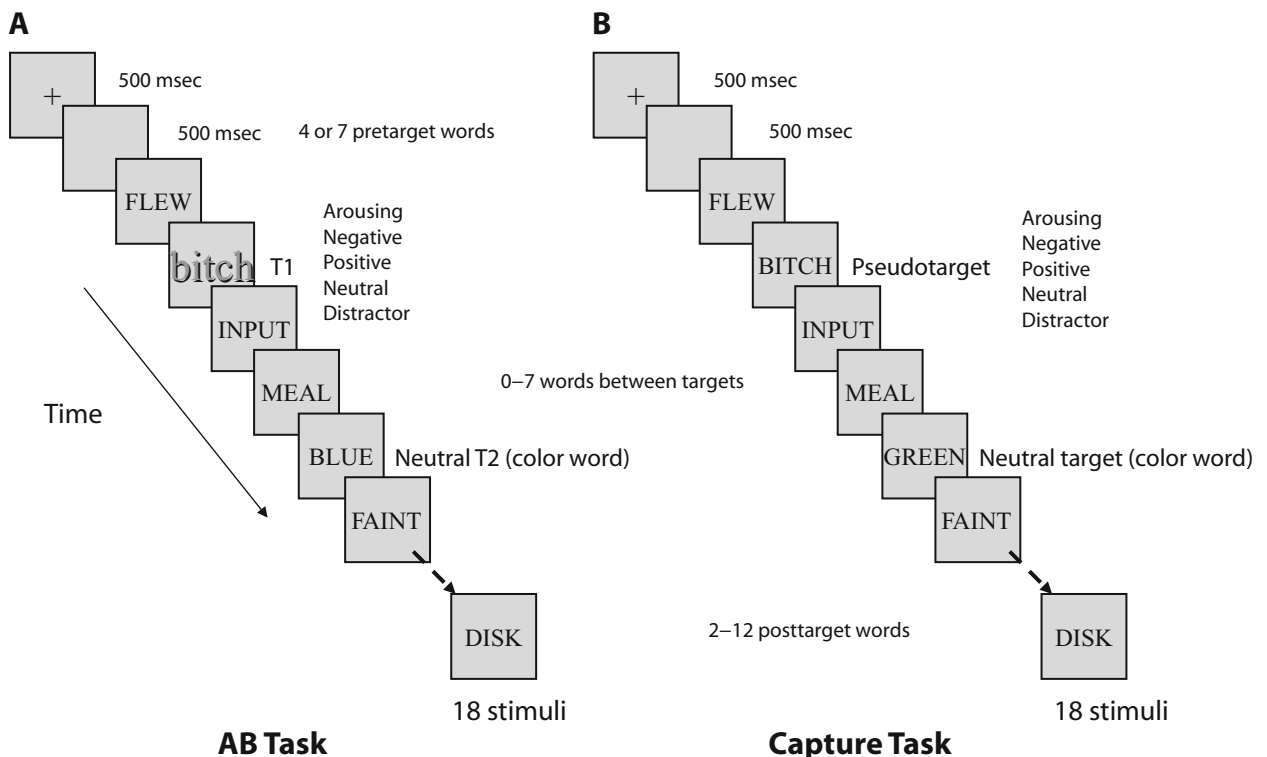 A
+
500 msec
500 msec
4 or 7 pretarget words
FLEW
bitch
T1
Arousing
Negative
Positive
Neutral
Distractor
INPUT
MEAL
Time
BLUE
Neutral T2 (color word)
FAINT
DISK
18 stimuli
AB Task
0–7 words between targets
2–12 posttarget words
B
+
500 msec
500 msec
FLEW
BITCH
Pseudotarget
Arousing
Negative
Positive
Neutral
Distractor
INPUT
MEAL
GREEN
Neutral target (color word)
FAINT
DISK
18 stimuli
Capture Task